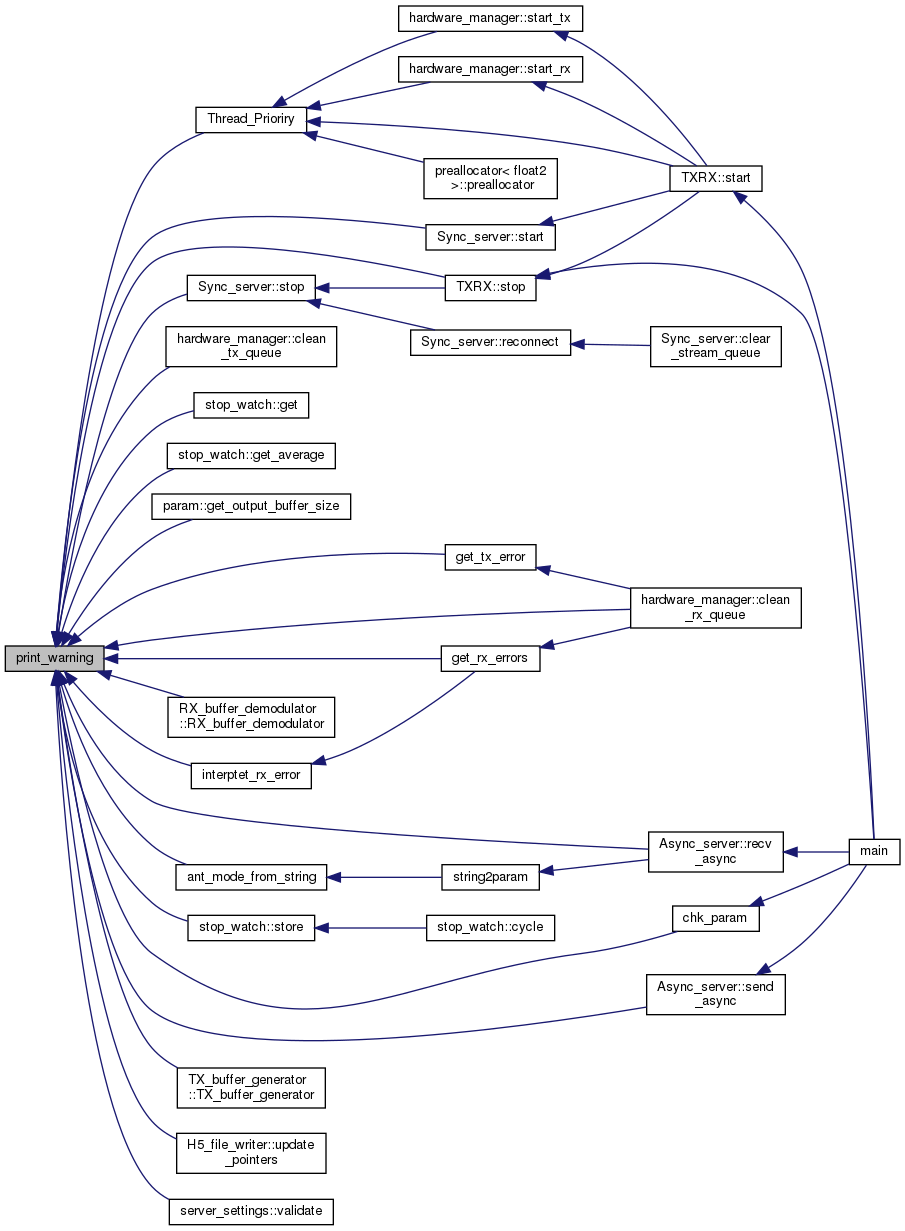 hardware_manager::start_tx
hardware_manager::start_rx
Thread_Prioriry
preallocator< float2
>::preallocator
TXRX::start
Sync_server::start
Sync_server::stop
TXRX::stop
hardware_manager::clean
_tx_queue
Sync_server::reconnect
Sync_server::clear
_stream_queue
stop_watch::get
stop_watch::get_average
param::get_output_buffer_size
get_tx_error
hardware_manager::clean
_rx_queue
print_warning
get_rx_errors
RX_buffer_demodulator
::RX_buffer_demodulator
interptet_rx_error
Async_server::recv
_async
main
ant_mode_from_string
string2param
stop_watch::store
stop_watch::cycle
chk_param
Async_server::send
_async
TX_buffer_generator
::TX_buffer_generator
H5_file_writer::update
_pointers
server_settings::validate